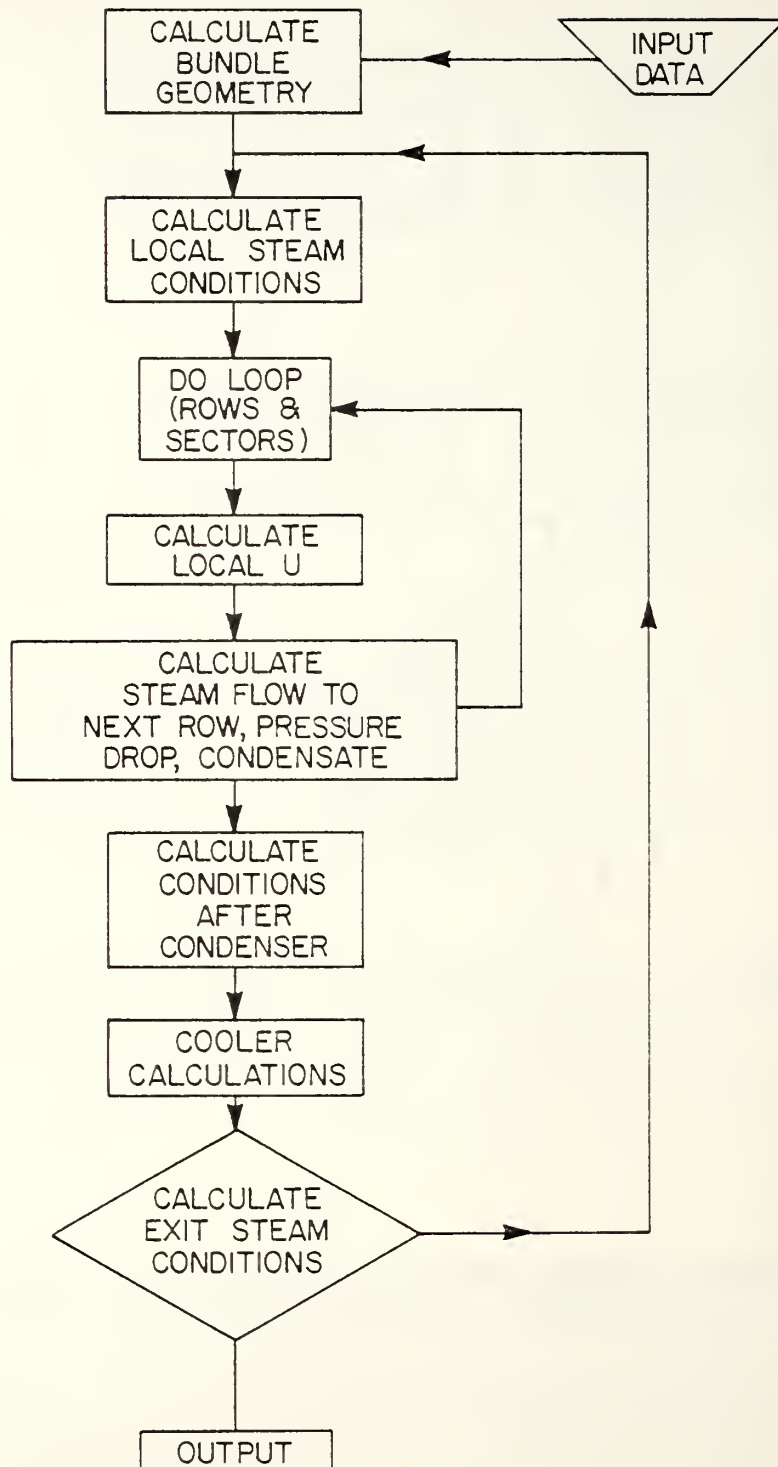 CALCULATE
BUNDLE
GEOMETRY
INPUT
DATA
CALCULATE
LOCAL STEAM
CONDITIONS
DO LOOP
(ROWS &
SECTORS)
CALCULATE
LOCAL U
CALCULATE
STEAM FLOW TO
NEXT ROW, PRESSURE
DROP, CONDENSATE
CALCULATE
CONDITIONS
AFTER
CONDENSER
COOLER
CALCULATIONS
CALCULATE
EXIT STEAM
CONDITIONS
OUTPUT